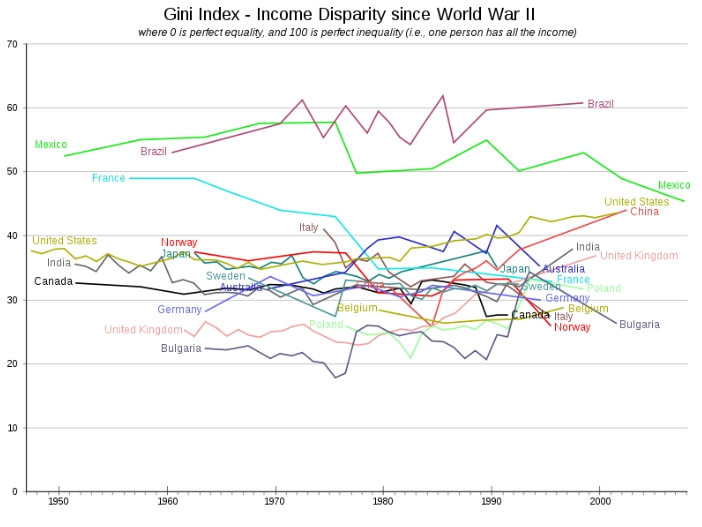 Gini Index - Income Disparity since World War II
where 0 is perfect equality, and 100 is perfect inequality (i.e., one person has all the income)
70
60
50
40
30
20
10
0
Mexico
Brazil
France
United States
Italy
Norway
Japan
India
Canada
Sweden
Australia
Germany
China
United Kingdom
Poland
Belgium
Bulgaria
Brazil
Mexico
United States
China
India
United Kingdom
Japan
Australia
France
Sweden
Poland
Germany
Belgium
Canada
Italy
Norway
Bulgaria
1950
1960
1970
1980
1990
2000